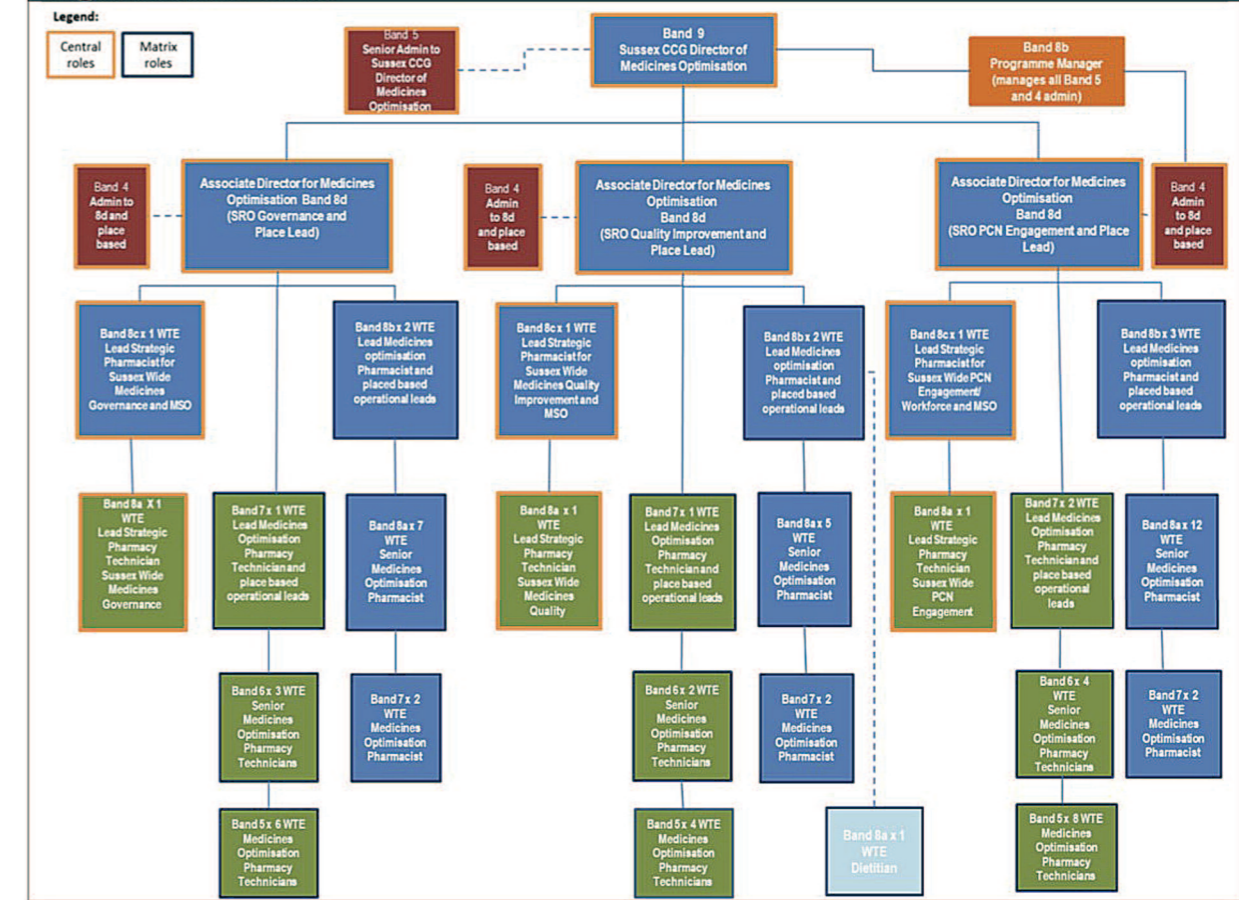 Legend:
Central
roles
Matrix
roles
Band 5
Senior Admin to
Sussex CCG
Director of
Medicines
Optimisation
Band 9
Sussex CCG Director of
Medicines Optimisation
Band 8b
Programme Manager
(manages all Band 5
and 4 admin)
Band 4
Admin to
8d and
place
based
Associate Director for Medicines
Optimisation Band 8d
(SRO Governance and
Place Lead)
Band 4
Admin
to 8d
and place
based
Associate Director for Medicines
Optimisation
Band 8d
(SRO Quality Improvement and
Place Lead)
Associate Director for Medicines
Optimisation
Band 8d
(SRO PCN Engagement and Place
Lead)
Band 4
Admin to
8d
and place
based
Band 8c x 1 WTE
Lead Strategic
Pharmacist for
Sussex Wide
Medicines
Governance and MSO
Band 8b x 2 WTE
Lead Medicines
optimisation
Pharmacist and
placed based
operational leads
Band 8c x 1 WTE
Lead Strategic
Pharmacist for
Sussex Wide
Medicines Quality
Improvement and
MSO
Band 8b x 2 WTE
Lead Medicines
optimisation
Pharmacist and
placed based
operational leads
Band 8c x 1 WTE
Lead Strategic
Pharmacist for
Sussex Wide PCN
Engagement/
Workforce and MSO
Band 8b x 3 WTE
Lead Medicines
optimisation
Pharmacist and
placed based
operational leads
Band 8a X 1
WTE
Lead Strategic
Pharmacy
Technician
Sussex Wide
Medicines
Governance
Band 7 x 1 WTE
Lead Medicines
Optimisation
Pharmacy
Technician and
place based
operational leads
Band 8a x 7
WTE
Senior
Medicines
Optimisation
Pharmacist
Band 8a x 1
WTE
Lead Strategic
Pharmacy
Technician
Sussex Wide
Medicines
Quality
Band 7 x 1 WTE
Lead Medicines
Optimisation
Pharmacy
Technician and
place based
operational leads
Band 8a x 5
WTE
Senior
Medicines
Optimisation
Pharmacist
Band 8a x 1
WTE
Lead Strategic
Pharmacy
Technician
Sussex Wide
PCN
Engagement
Band 7 x 2 WTE
Lead Medicines
Optimisation
Pharmacy
Technician and
place based
operational
leads
Band 8a x 12
WTE
Senior
Medicines
Optimisation
Pharmacist
Band 6 x 3 WTE
Senior
Medicines
Optimisation
Pharmacy
Technicians
Band 7 x 2
WTE
Medicines
Optimisation
Pharmacist
Band 6 x 2 WTE
Senior
Medicines
Optimisation
Pharmacy
Technicians
Band 7 x 2
WTE
Medicines
Optimisation
Pharmacist
Band 6 x 4
WTE
Senior
Medicines
Optimisation
Pharmacy
Technicians
Band 7 x 2
WTE
Medicines
Optimisation
Pharmacist
Band 5 x 6 WTE
Medicines
Optimisation
Pharmacy
Technicians
Band 5 x 4 WTE
Medicines
Optimisation
Pharmacy
Technicians
Band 8a x 1
WTE
Dietitian
Band 5 x 8 WTE
Medicines
Optimisation
Pharmacy
Technicians